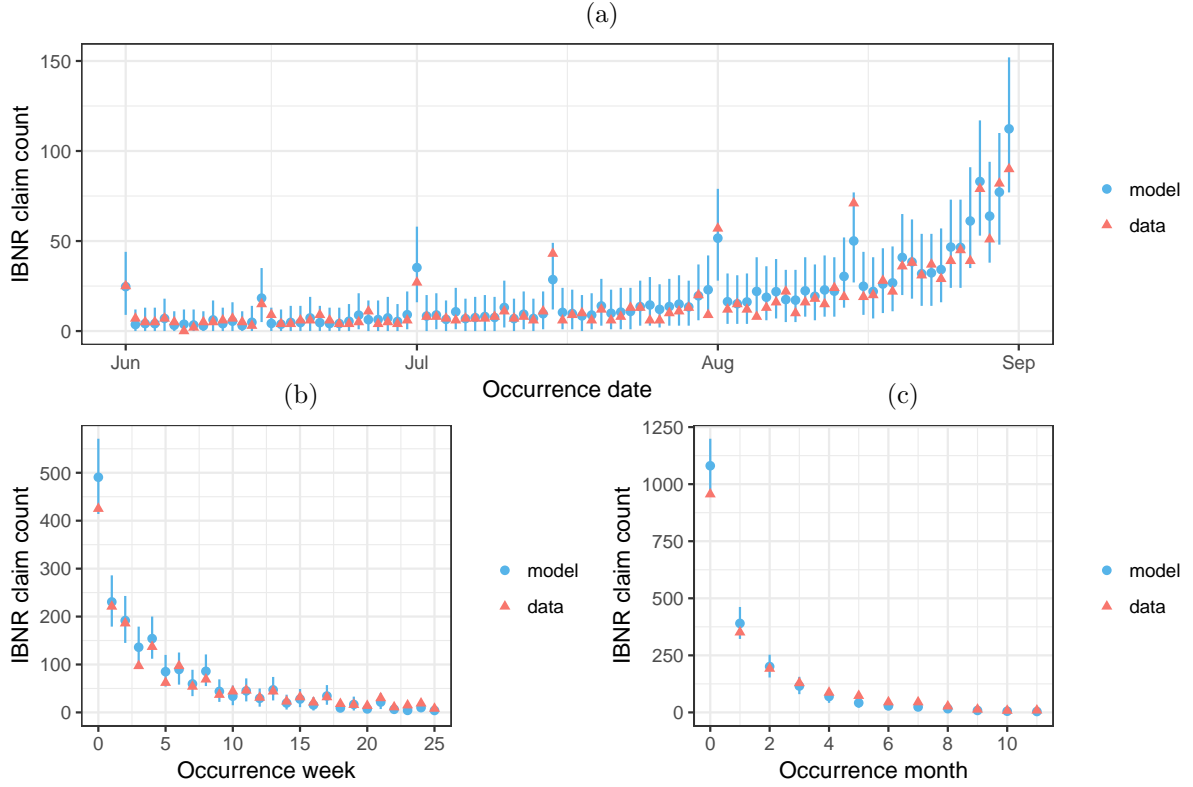 (a)
IBNR claim count
150
100
50
0
Jun
Jul
Aug
Sep
Occurrence date
model
data
(b)
IBNR claim count
500
400
300
200
100
0
0
5
10
15
20
25
Occurrence week
model
data
(c)
IBNR claim count
1250
1000
750
500
250
0
0
2
4
6
8
10
Occurrence month
model
data